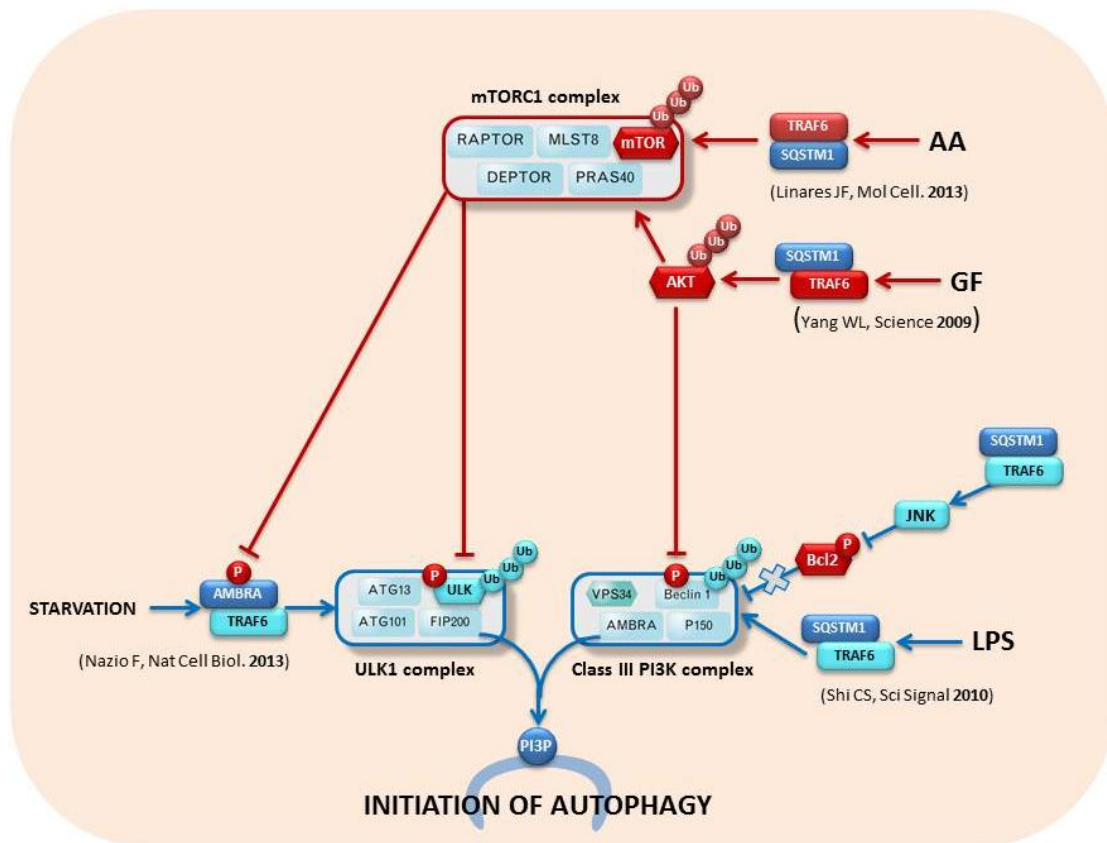 mTORC1 complex
Ub
Ub
Ub
RAPTOR
MLST8
mTOR
DEPTOR
PRAS40
TRAF6
SQSTM1
AA
(Linares JF, Mol Cell. 2013)
Ub
Ub
Ub
AKT
SQSTM1
TRAF6
GF
(Yang WL, Science 2009)
SQSTM1
TRAF6
JNK
P
Bcl2
STARVATION
P
AMBRA
TRAF6
(Nazio F, Nat Cell Biol. 2013)
P
Ub
Ub
Ub
ATG13
ULK
ATG101
FIP200
ULK1 complex
P
Ub
Ub
Ub
VPS34
Beclin 1
AMBRA
P150
Class III PI3K complex
SQSTM1
TRAF6
LPS
(Shi CS, Sci Signal 2010)
PI3P
INITIATION OF AUTOPHAGY